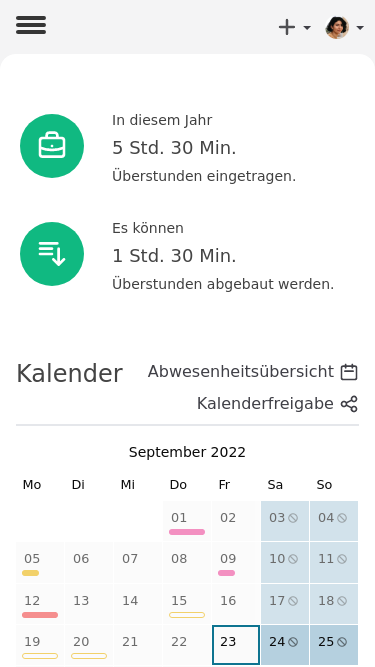 In diesem Jahr
5 Std. 30 Min.
Überstunden eingetragen.
Es können
1 Std. 30 Min.
Überstunden abgebaut werden.
Kalender
Abwesenheitsübersicht
Kalenderfreigabe
September 2022
Mo Di Mi Do Fr Sa So
01 02 03 04
05 06 07 08 09 10 11
12 13 14 15 16 17 18
19 20 21 22 23 24 25